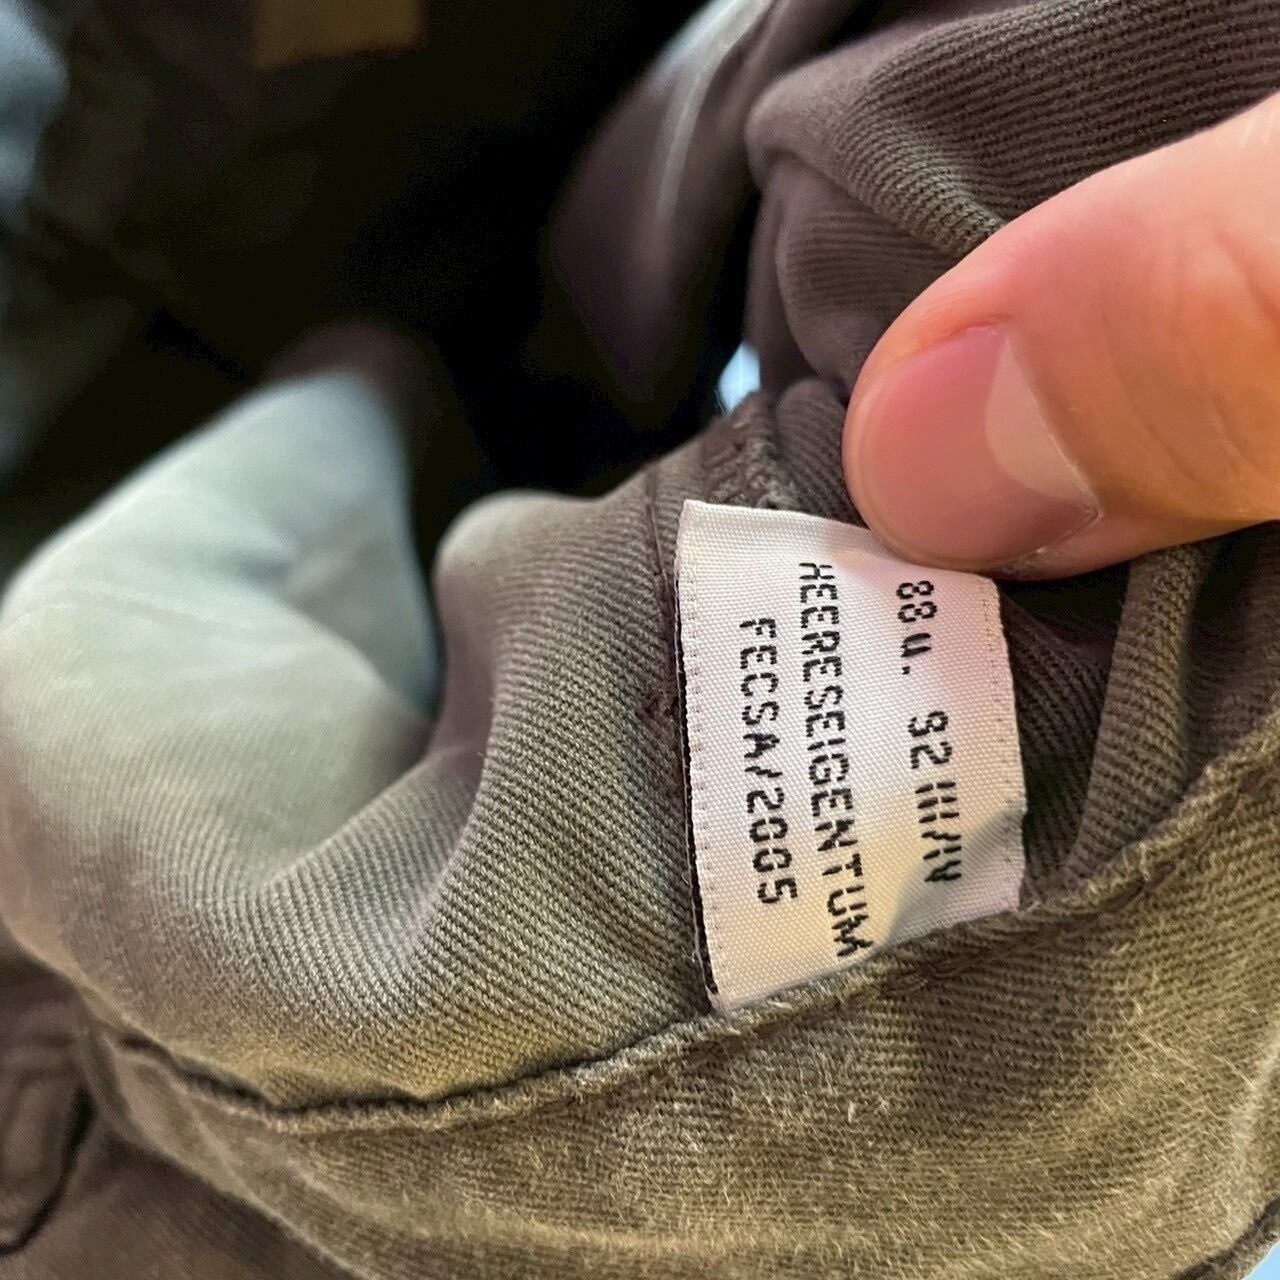 88 u. 92 III/IV
HEERESEIGENTUM
FECSA/2005